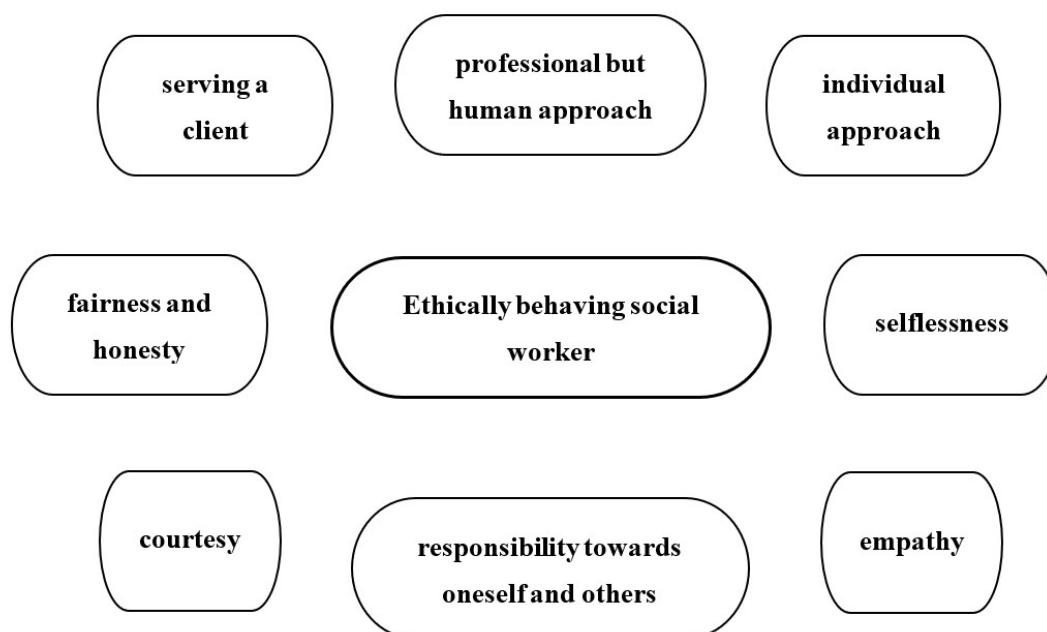 serving a
client
professional but
human approach
individual
approach
fairness and
honesty
Ethically behaving social
worker
selflessness
courtesy
responsibility towards
oneself and others
empathy